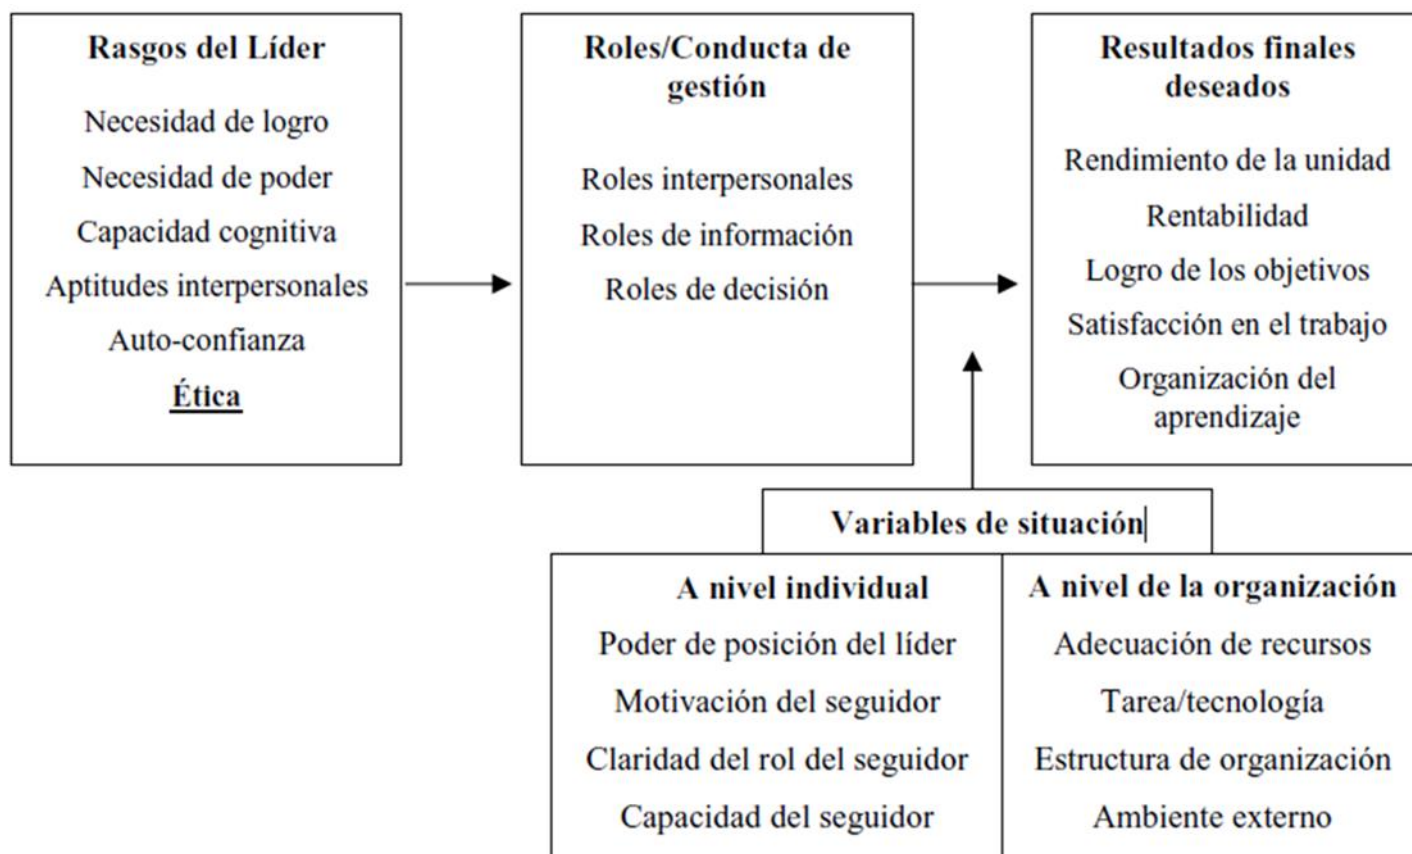 Rasgos del Líder
Necesidad de logro
Necesidad de poder
Capacidad cognitiva
Aptitudes interpersonales
Auto-confianza
Ética
Roles/Conducta de
gestión
Roles interpersonales
Roles de información
Roles de decisión
Resultados finales
deseados
Rendimiento de la unidad
Rentabilidad
Logro de los objetivos
Satisfacción en el trabajo
Organización del
aprendizaje
Variables de situación
A nivel individual
Poder de posición del líder
Motivación del seguidor
Claridad del rol del seguidor
Capacidad del seguidor
A nivel de la organización
Adecuación de recursos
Tarea/tecnología
Estructura de organización
Ambiente externo